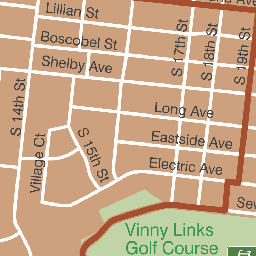 Lillian St
Boscobel St
Shelby Ave
S 17th St
S 18th St
S 19th St
S 14th St
Long Ave
Eastside Ave
Electric Ave
S 15th St
Village Ct
Vinny Links
Golf Course